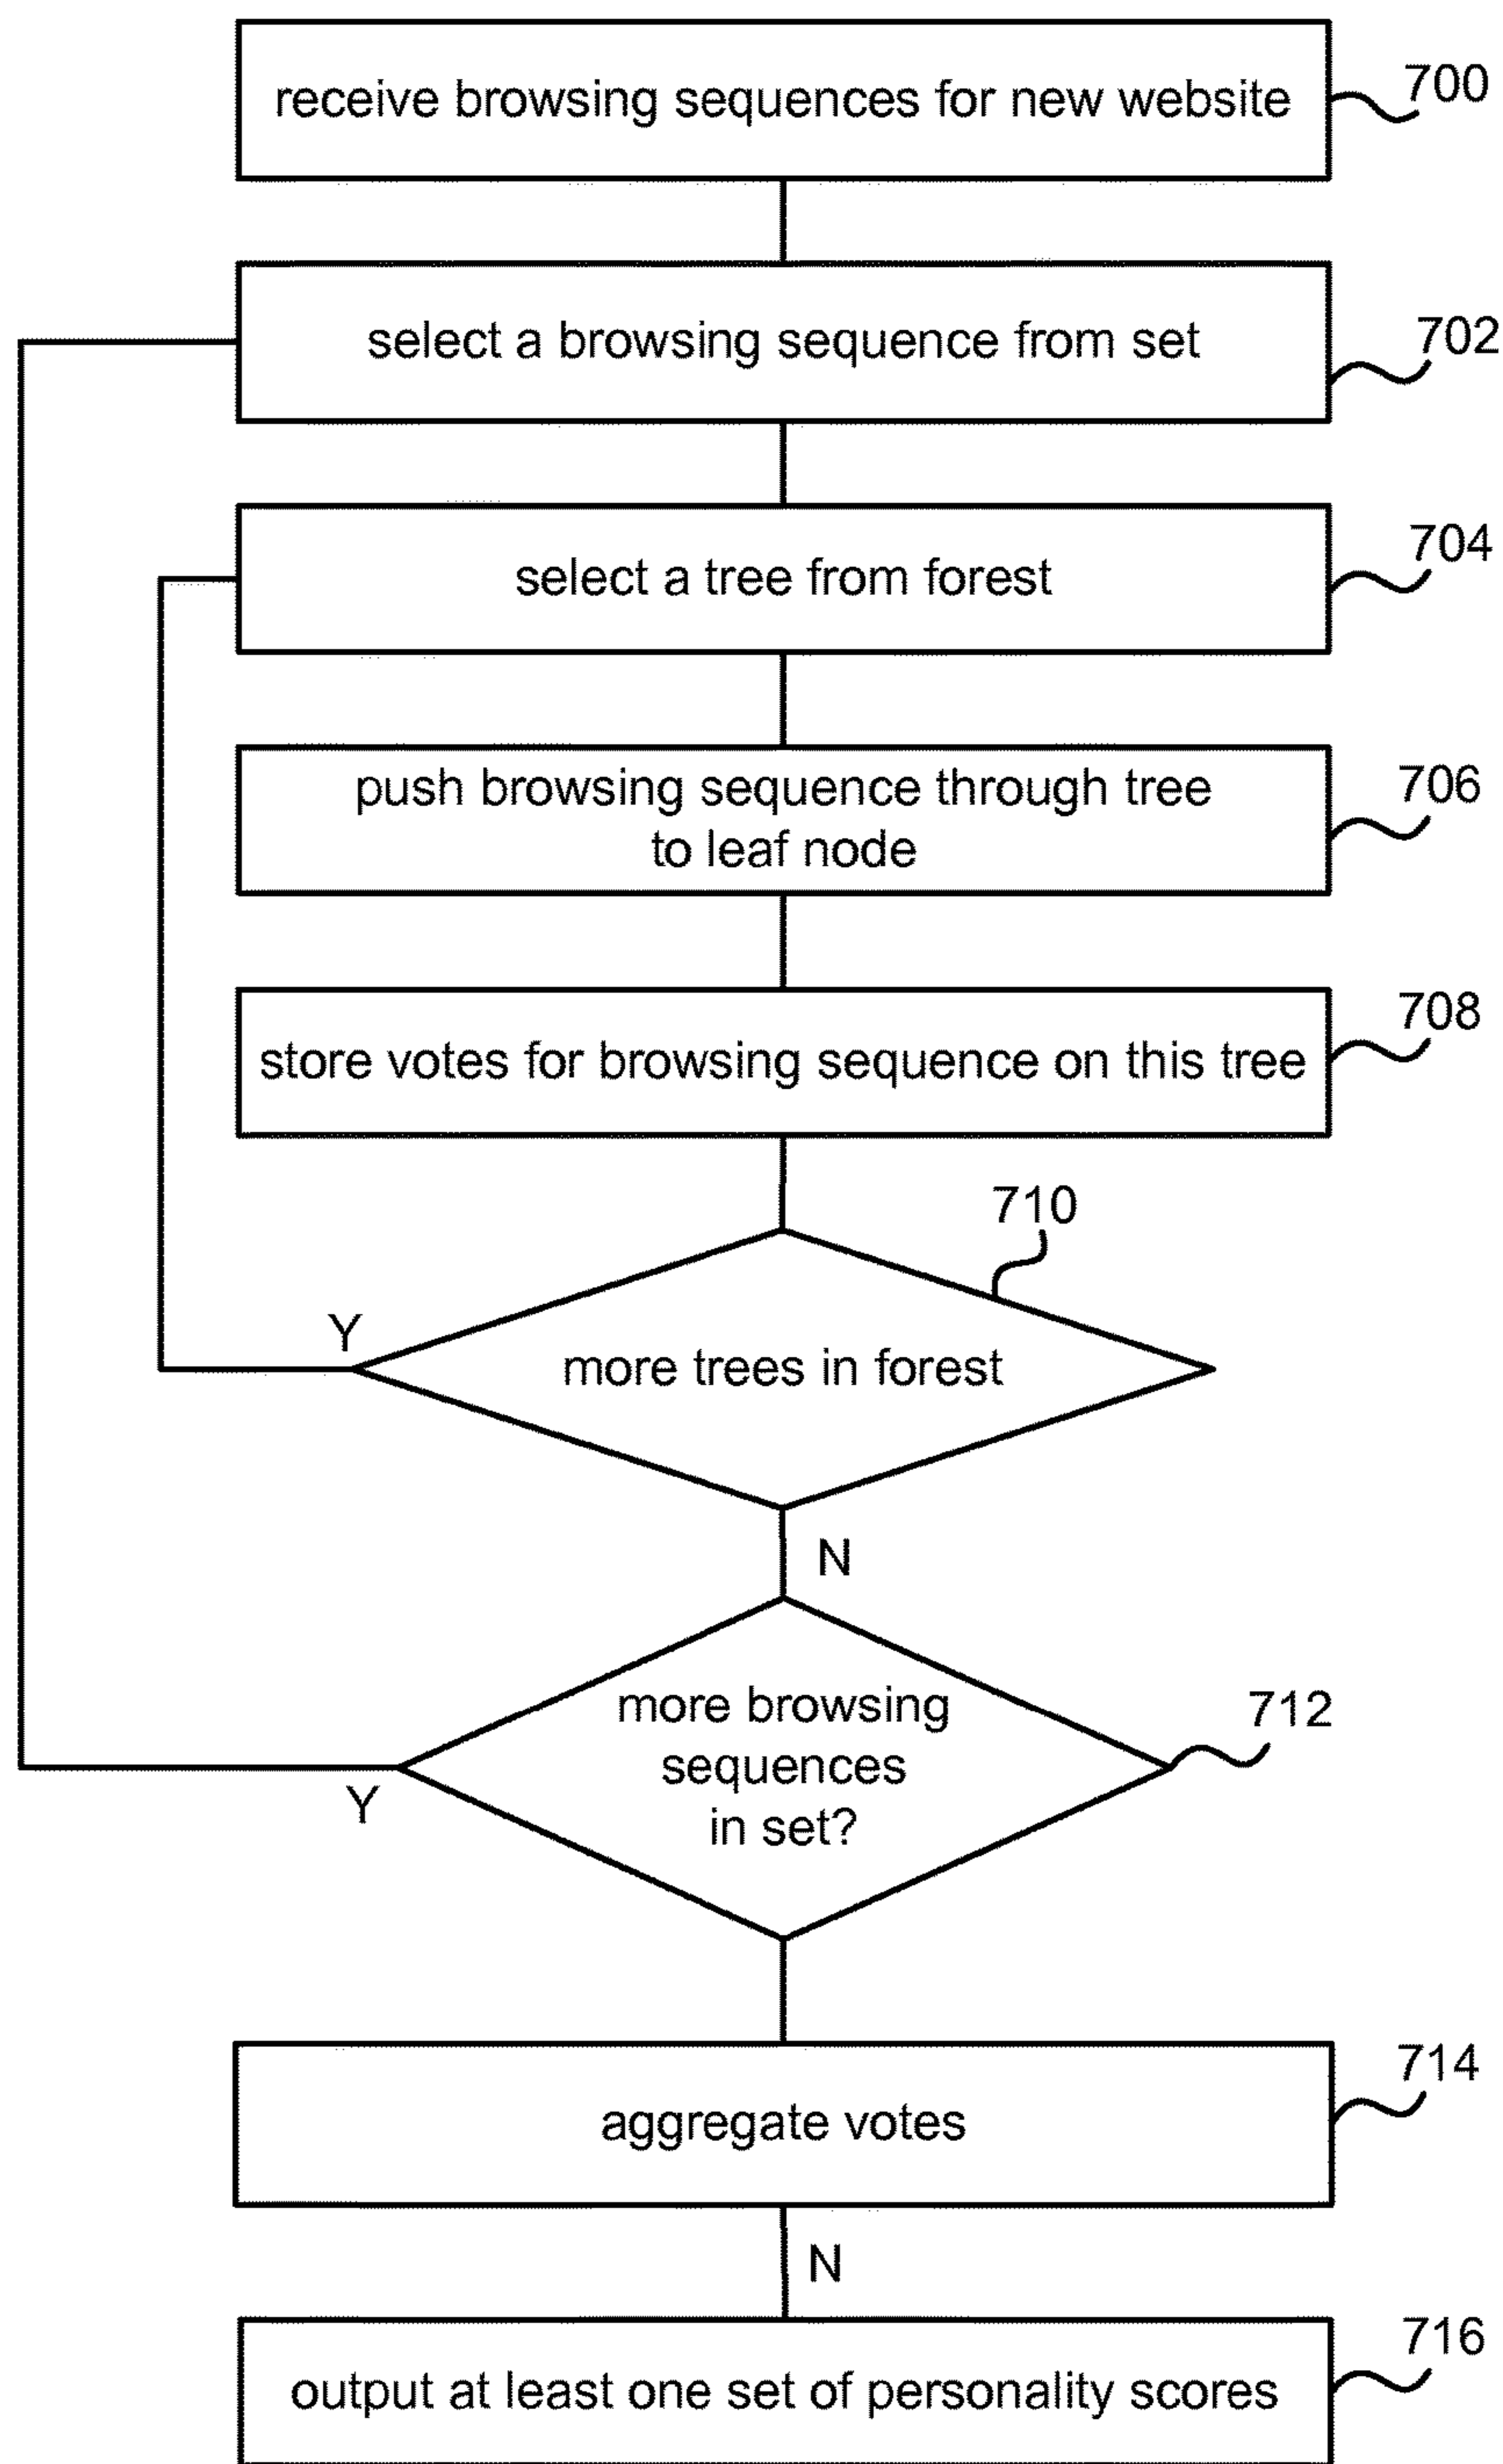 receive browsing sequences for new website
700
select a browsing sequence from set
702
select a tree from forest
704
push browsing sequence through tree
to leaf node
706
store votes for browsing sequence on this tree
708
710
Y
more trees in forest
N
more browsing
sequences
in set?
712
Y
aggregate votes
714
N
output at least one set of personality scores
716